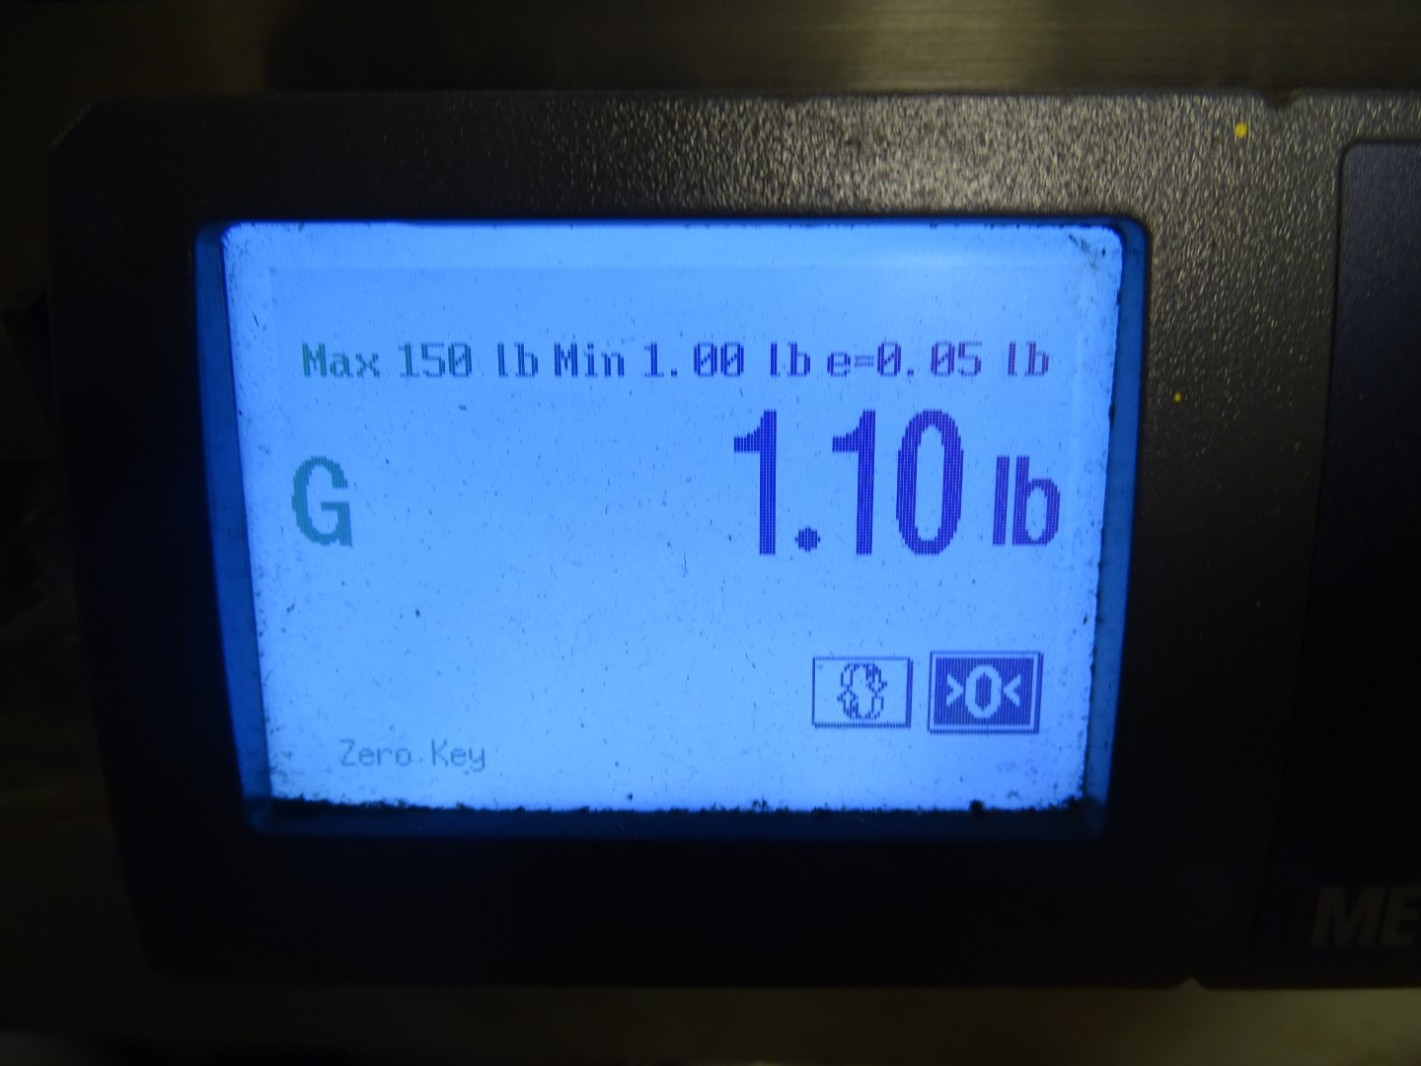 Max 150 lb Min 1.00 lb e=0.05 lb
G 1.10 lb
>0<
Zero Key